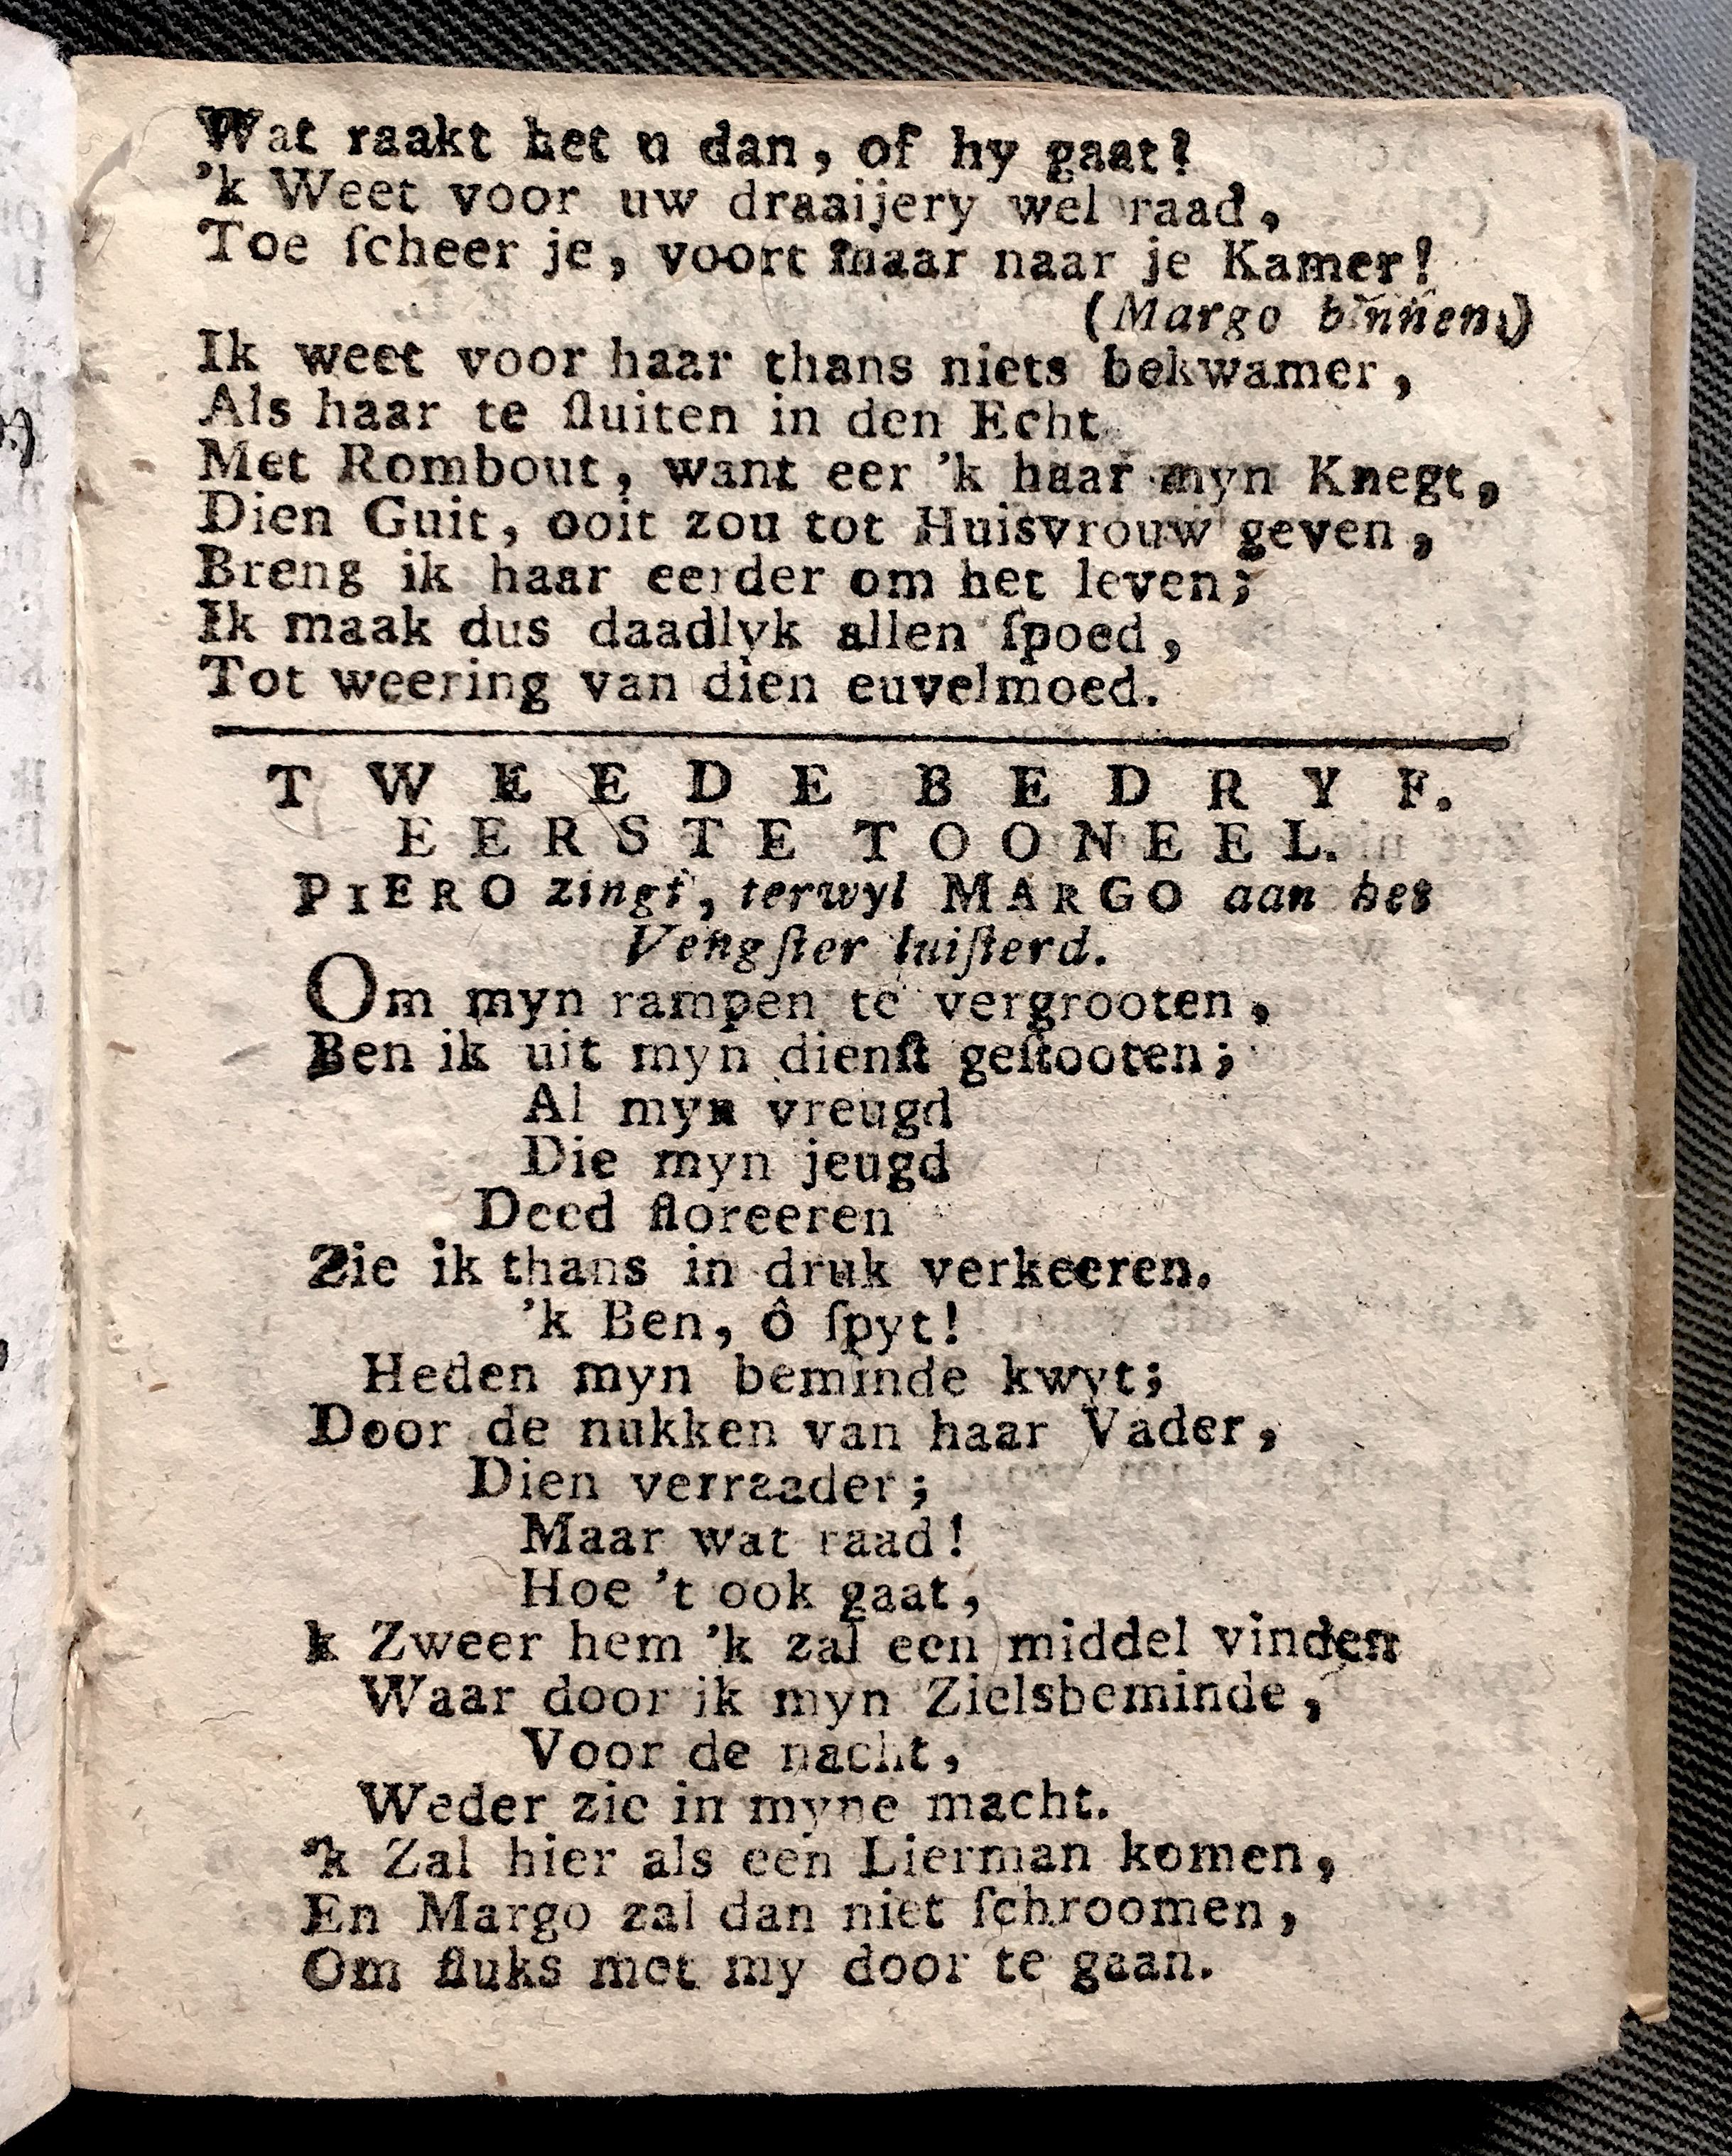 Wat raakt het u dan, of hy gaat?
'k Weet voor uw draaijery wel raad,
Toe ſcheer je, voort maar naar je Kamer!
(Margo binnen.)
Ik weet voor haar thans niets bekwamer,
Als haar te ſluiten in den Echt
Met Rombout, want eer 'k haar myn Knegt,
Dien Guit, ooit zou tot Huisvrouw geven,
Breng ik haar eerder om het leven;
Ik maak dus daadlyk allen ſpoed,
Tot weering van dien euvelmoed.
TWEEDE BEDRYF.
EERSTE TOONEEL.
PIERO zingt, terwyl MARGO aan het
Vengſter luiſterd.
Om myn rampen te vergrooten,
Ben ik uit myn dienſt geſtooten;
Al myn vreugd
Die myn jeugd
Deed floreeren
Zie ik thans in druk verkeeren.
'k Ben, ô ſpyt!
Heden myn beminde kwyt;
Door de nukken van haar Vader,
Dien verraader;
Maar wat raad!
Hoe 't ook gaat,
k Zweer hem 'k zal een middel vinden
Waar door ik myn Zielsbeminde,
Voor de nacht,
Weder zie in myne macht.
'k Zal hier als een Lierman komen,
En Margo zal dan niet ſchroomen,
Om fluks met my door te gaan.